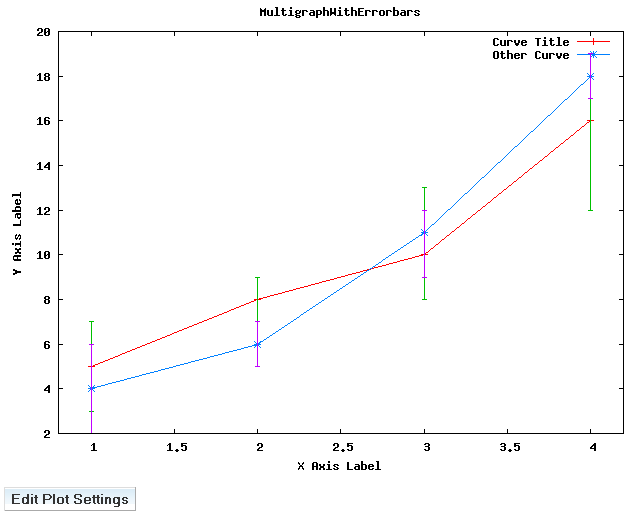 MultigraphWithErrorbars
20
18
16
14
12
10
8
6
4
2
Y Axis Label
Curve Title
Other Curve
1 1.5 2 2.5 3 3.5 4
X Axis Label
Edit Plot Settings